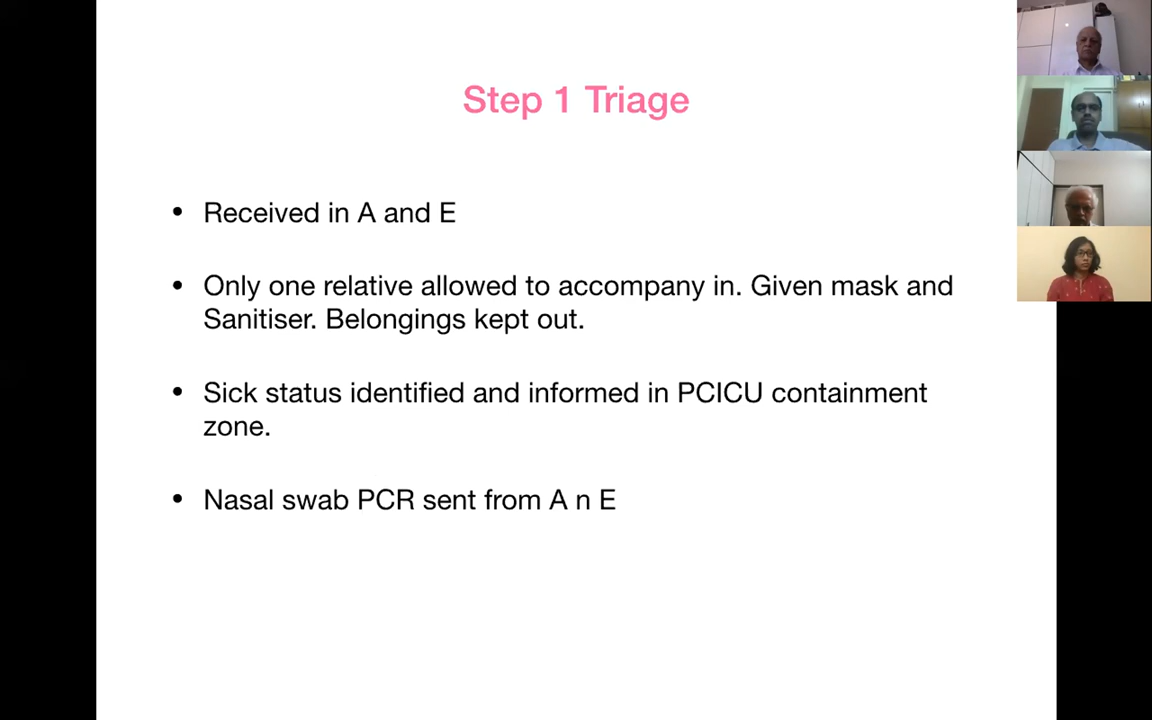 Step 1 Triage
• Received in A and E
• Only one relative allowed to accompany in. Given mask and
Sanitiser. Belongings kept out.
• Sick status identified and informed in PCICU containment
zone.
• Nasal swab PCR sent from A n E